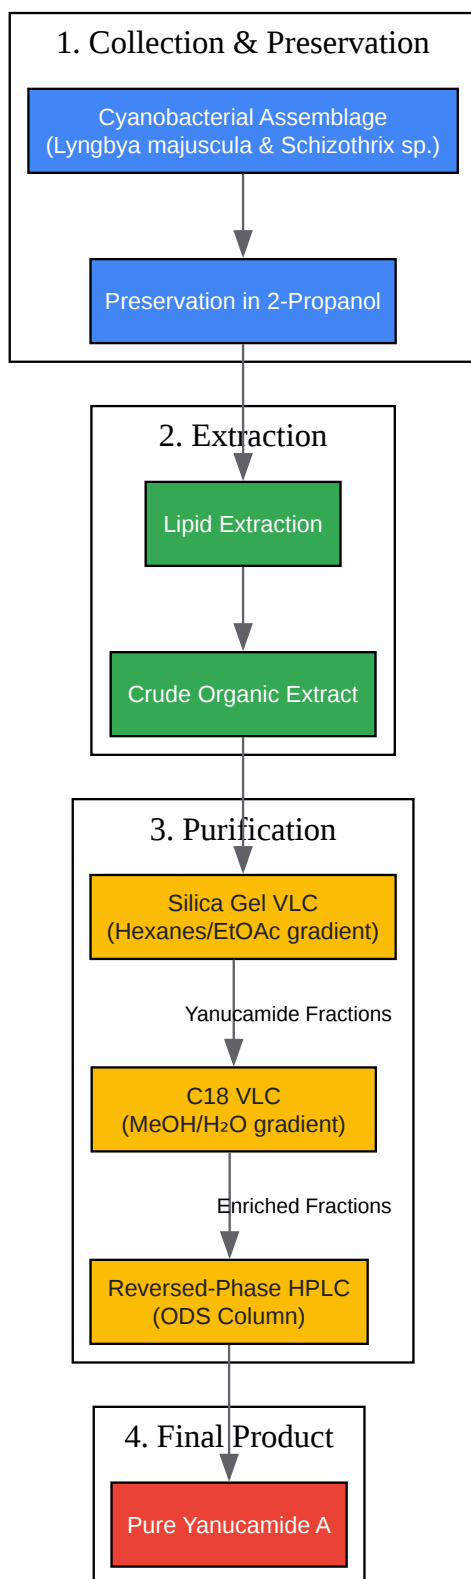 1. Collection & Preservation
Cyanobacterial Assemblage
(Lyngbya majuscula & Schizothrix sp.)
Preservation in 2-Propanol
2. Extraction
Lipid Extraction
Crude Organic Extract
3. Purification
Silica Gel VLC
(Hexanes/EtOAc gradient)
Yanucamide Fractions
C18 VLC
(MeOH/H₂O gradient)
Enriched Fractions
Reversed-Phase HPLC
(ODS Column)
4. Final Product
Pure Yanucamide A